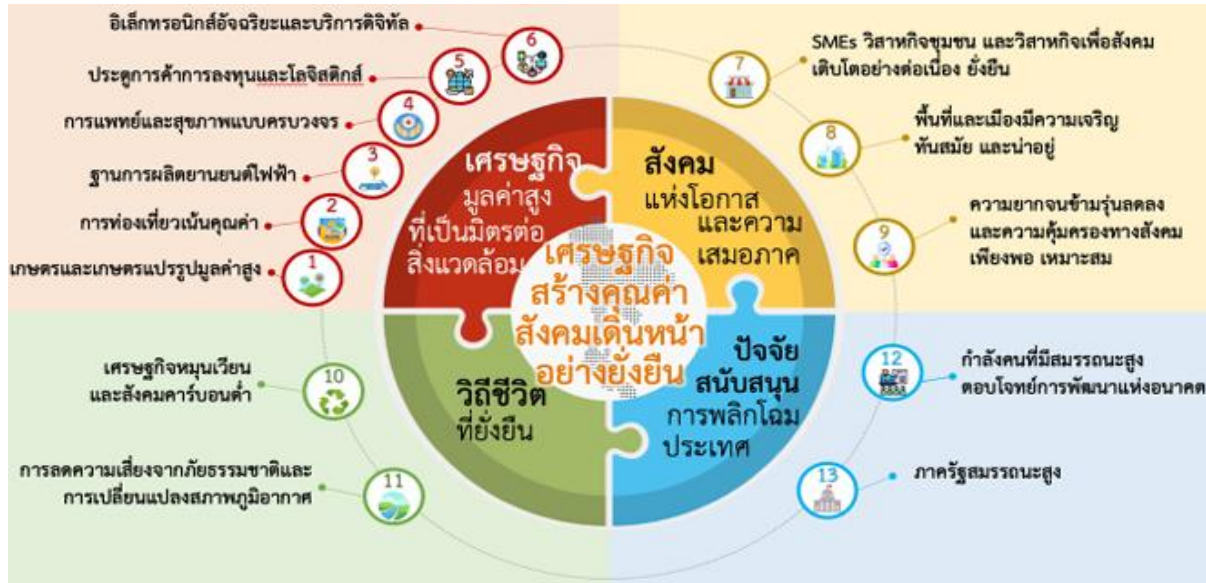 อิเล็กทรอนิกส์อัจฉริยะและบริการดิจิทัล
6
ประตูการค้าการลงทุนและโลจิสติกส์
5
การแพทย์และสุขภาพแบบครบวงจร
4
ฐานการผลิตยานยนต์ไฟฟ้า
3
การท่องเที่ยวเน้นคุณค่า
2
เกษตรและเกษตรแปรรูปมูลค่าสูง
1
เศรษฐกิจ
มูลค่าสูง
ที่เป็นมิตรต่อ
สิ่งแวดล้อม
7
SMEs วิสาหกิจชุมชน และวิสาหกิจเพื่อสังคม
เติบโตอย่างต่อเนื่อง ยั่งยืน
8
พื้นที่และเมืองมีความเจริญ
ทันสมัย และน่าอยู่
9
ความยากจนข้ามรุ่นลดลง
และความคุ้มครองทางสังคม
เพียงพอ เหมาะสม
สังคม
แห่งโอกาส
และความ
เสมอภาค
เศรษฐกิจ
สร้างคุณค่า
สังคมเดินหน้า
อย่างยั่งยืน
เศรษฐกิจหมุนเวียน
และสังคมคาร์บอนต่ำ
10
การลดความเสี่ยงจากภัยธรรมชาติและ
การเปลี่ยนแปลงสภาพภูมิอากาศ
11
วิถีชีวิต
ที่ยั่งยืน
ปัจจัย
สนับสนุน
การพลิกโฉม
ประเทศ
12
กำลังคนที่มีสมรรถนะสูง
ตอบโจทย์การพัฒนาแห่งอนาคต
13
ภาครัฐสมรรถนะสูง